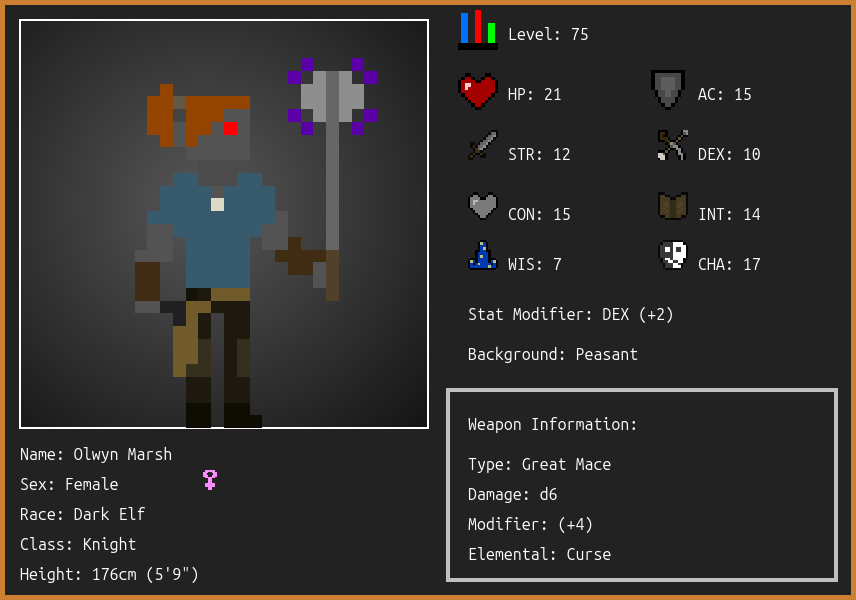 Level: 75
HP: 21
AC: 15
STR: 12
DEX: 10
CON: 15
INT: 14
WIS: 7
CHA: 17
Stat Modifier: DEX (+2)
Background: Peasant
Weapon Information:
Type: Great Mace
Damage: d6
Modifier: (+4)
Elemental: Curse
Name: Olwyn Marsh
Sex: Female
Race: Dark Elf
Class: Knight
Height: 176cm (5'9")